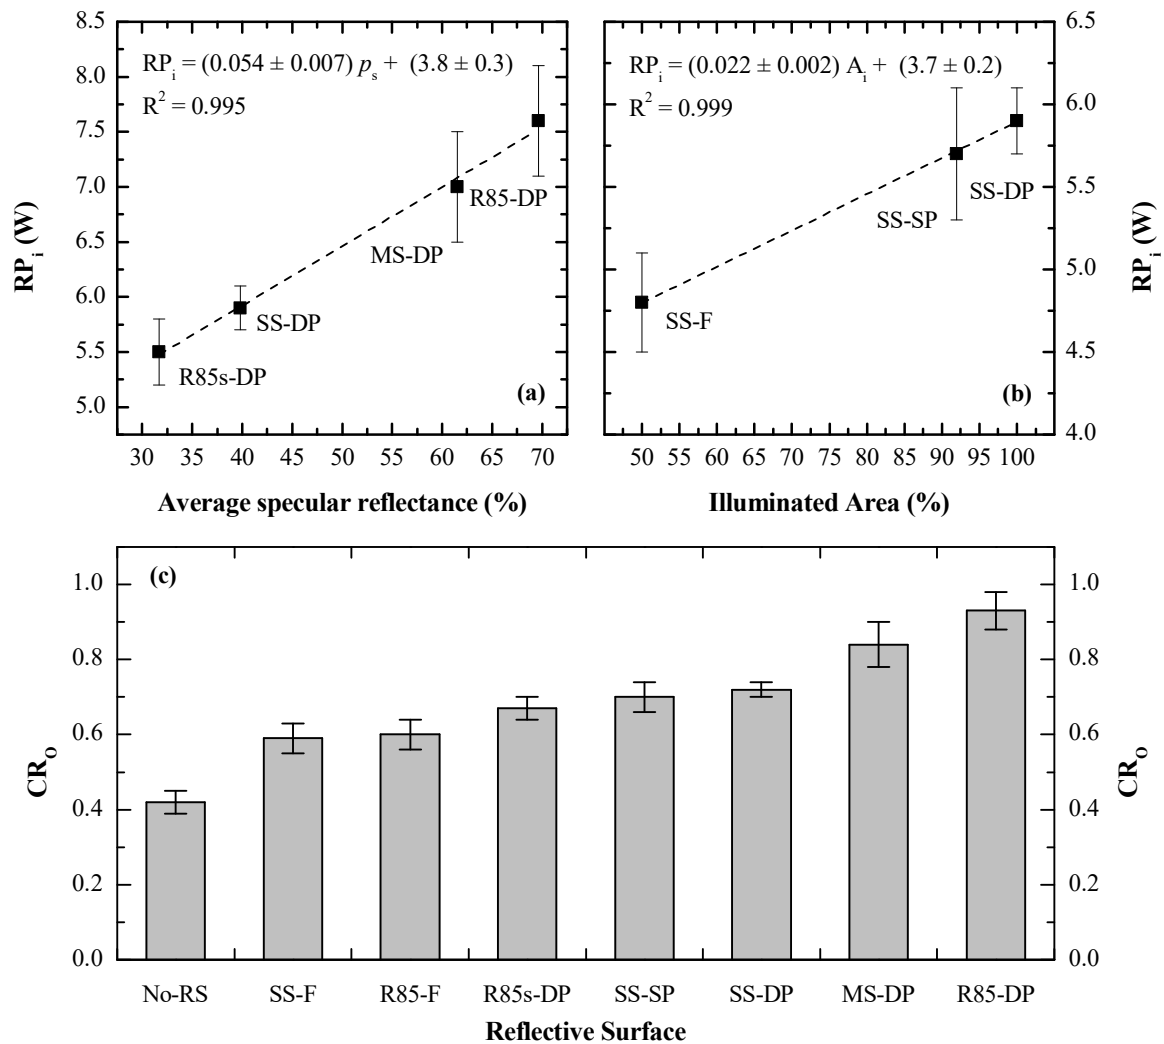 RPᵢ = (0.054 ± 0.007) pₛ + (3.8 ± 0.3)
R² = 0.995
8.5
8.0
7.5
7.0
6.5
6.0
5.5
5.0
RPᵢ (W)
R85-DP
MS-DP
SS-DP
R85s-DP
(a)
30 35 40 45 50 55 60 65 70
Average specular reflectance (%)
RPᵢ = (0.022 ± 0.002) Aᵢ + (3.7 ± 0.2)
R² = 0.999
SS-DP
SS-SP
SS-F
(b)
6.5
6.0
5.5
5.0
4.5
4.0
RPᵢ (W)
50 55 60 65 70 75 80 85 90 95 100
Illuminated Area (%)
(c)
1.0
0.8
0.6
0.4
0.2
0.0
CR_O
1.0
0.8
0.6
0.4
0.2
0.0
CR_O
No-RS SS-F R85-F R85s-DP SS-SP SS-DP MS-DP R85-DP
Reflective Surface